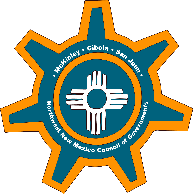 • McKinley • Cibola • San Juan •
Northwest New Mexico Council of Governments